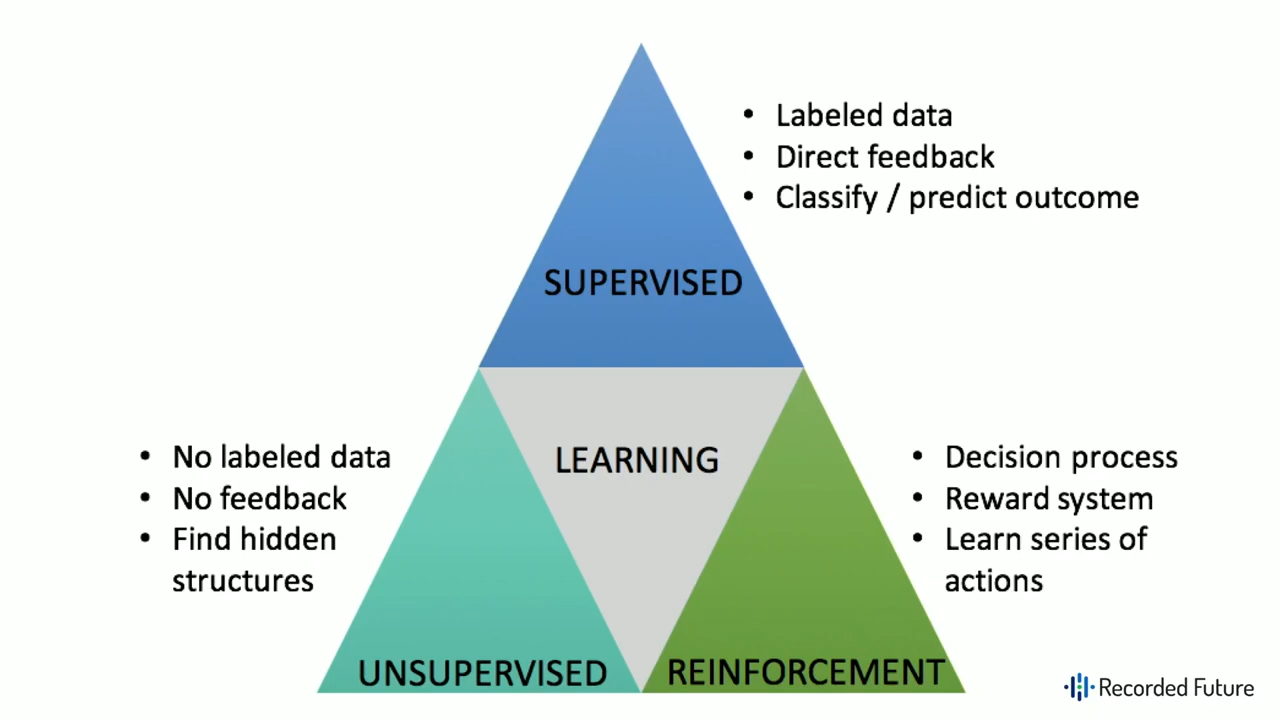 • Labeled data
• Direct feedback
• Classify / predict outcome
SUPERVISED
LEARNING
• No labeled data
• No feedback
• Find hidden
structures
• Decision process
• Reward system
• Learn series of
actions
UNSUPERVISED
REINFORCEMENT
Recorded Future